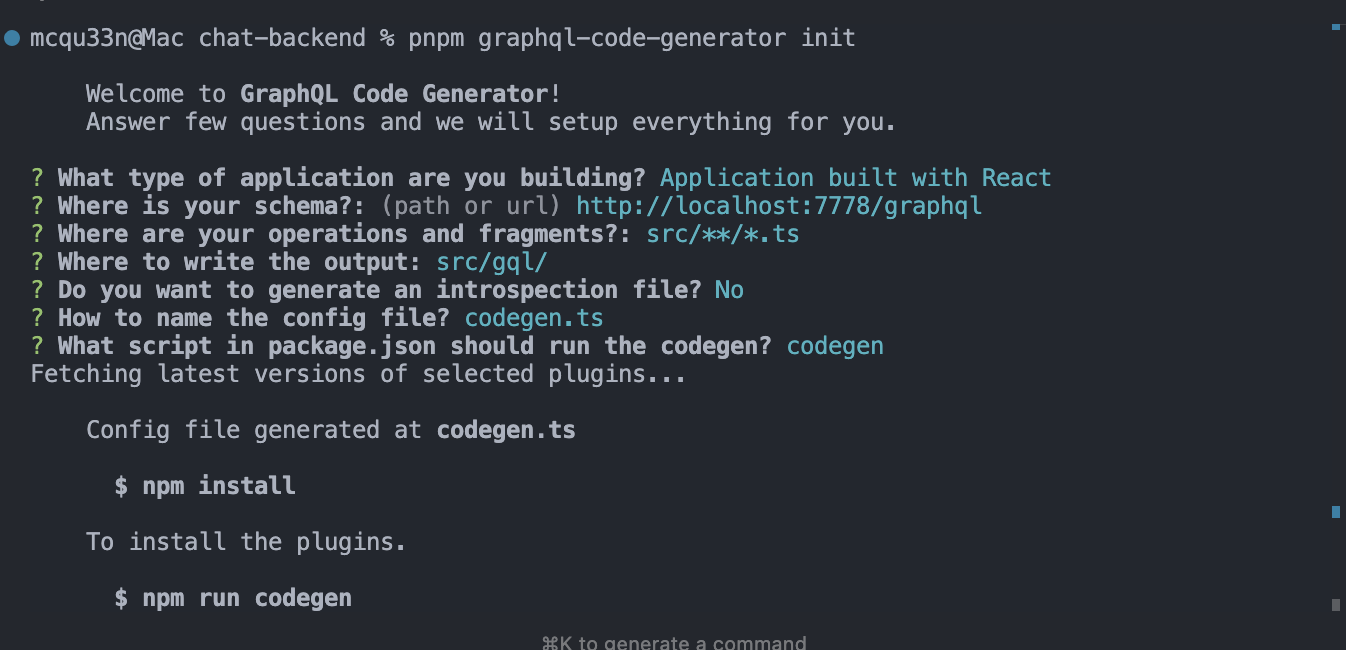 mcqu33n@Mac chat-backend % pnpm graphql-code-generator init
Welcome to GraphQL Code Generator!
Answer few questions and we will setup everything for you.
? What type of application are you building? Application built with React
? Where is your schema?: (path or url) http://localhost:7778/graphql
? Where are your operations and fragments?: src/**/*.ts
? Where to write the output: src/gql/
? Do you want to generate an introspection file? No
? How to name the config file? codegen.ts
? What script in package.json should run the codegen? codegen
Fetching latest versions of selected plugins...
Config file generated at codegen.ts
$ npm install
To install the plugins.
$ npm run codegen
⌘K to generate a command